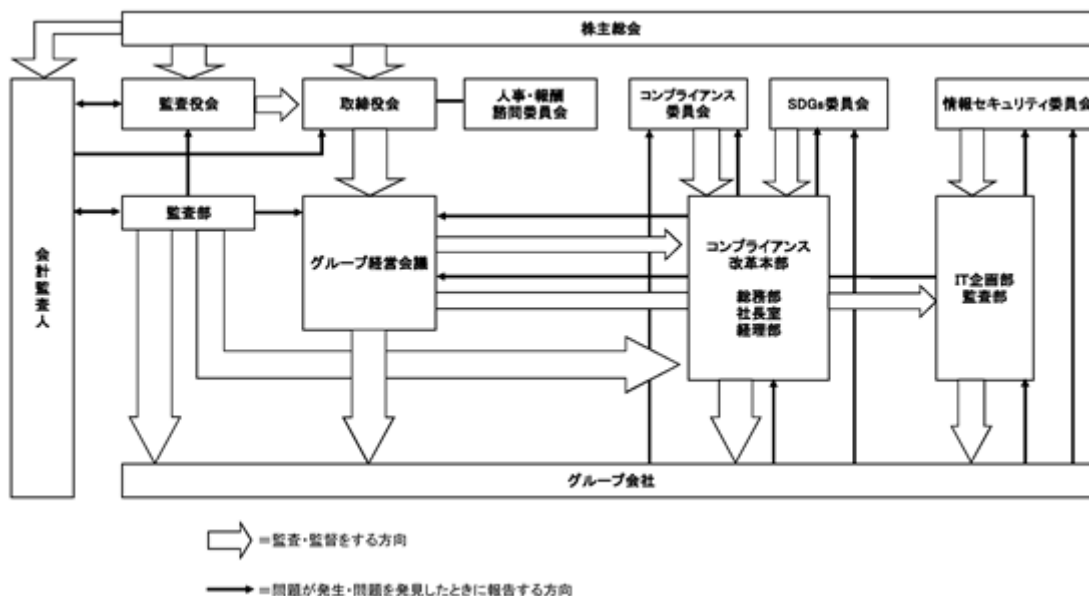 株主総会
監査役会
取締役会
人事・報酬
諮問委員会
コンプライアンス
委員会
SDGs委員会
情報セキュリティ委員会
監査部
グループ経営会議
コンプライアンス
改革本部
総務部
社長室
経理部
IT企画部
監査部
会計監査人
グループ会社
=監査・監督をする方向
=問題が発生・問題を発見したときに報告する方向